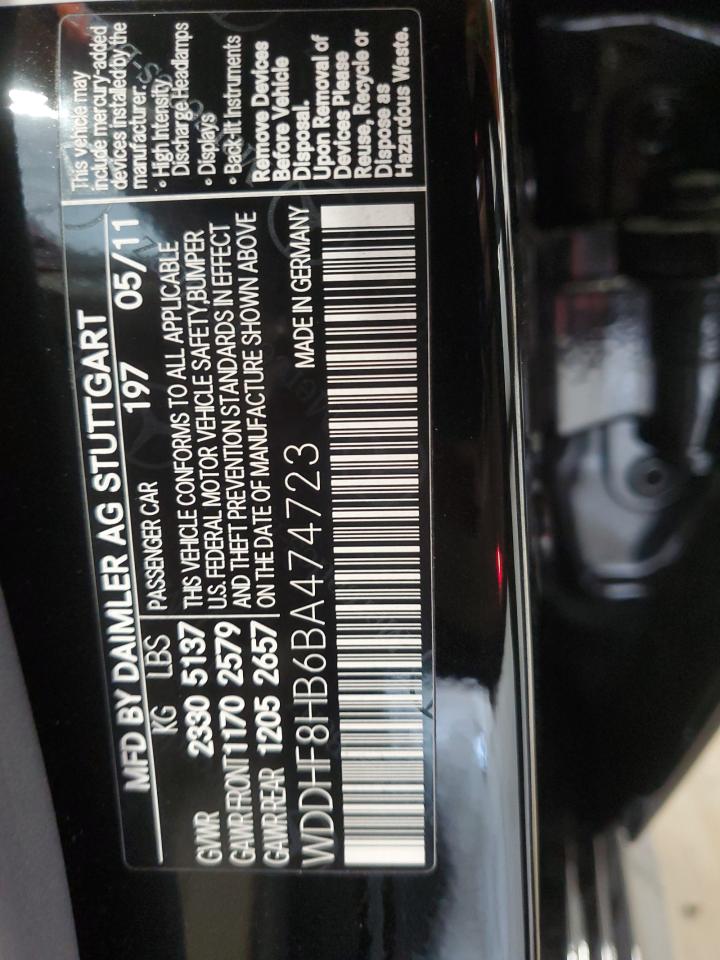 MFD BY DAIMLER AG STUTTGART
KG LBS 197 05/11
GVWR 2330 5137
GAWR FRONT 1170 2579
GAWR REAR 1205 2657
PASSENGER CAR
THIS VEHICLE CONFORMS TO ALL APPLICABLE
U.S. FEDERAL MOTOR VEHICLE SAFETY,BUMPER
AND THEFT PREVENTION STANDARDS IN EFFECT
ON THE DATE OF MANUFACTURE SHOWN ABOVE
WDDHF8HB6BA474723 MADE IN GERMANY
This vehicle may
include mercury-added
devices installed by the
manufacturer:
• High Intensity
Discharge Headlamps
• Displays
• Back-lit Instruments
Remove Devices
Before Vehicle
Disposal.
Upon Removal of
Devices Please
Reuse, Recycle or
Dispose as
Hazardous Waste.